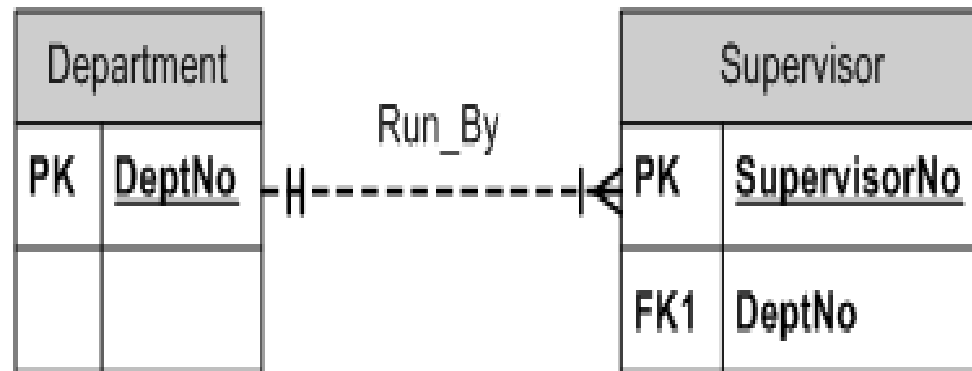 Department
PK DeptNo
Run_By
Supervisor
PK SupervisorNo
FK1 DeptNo